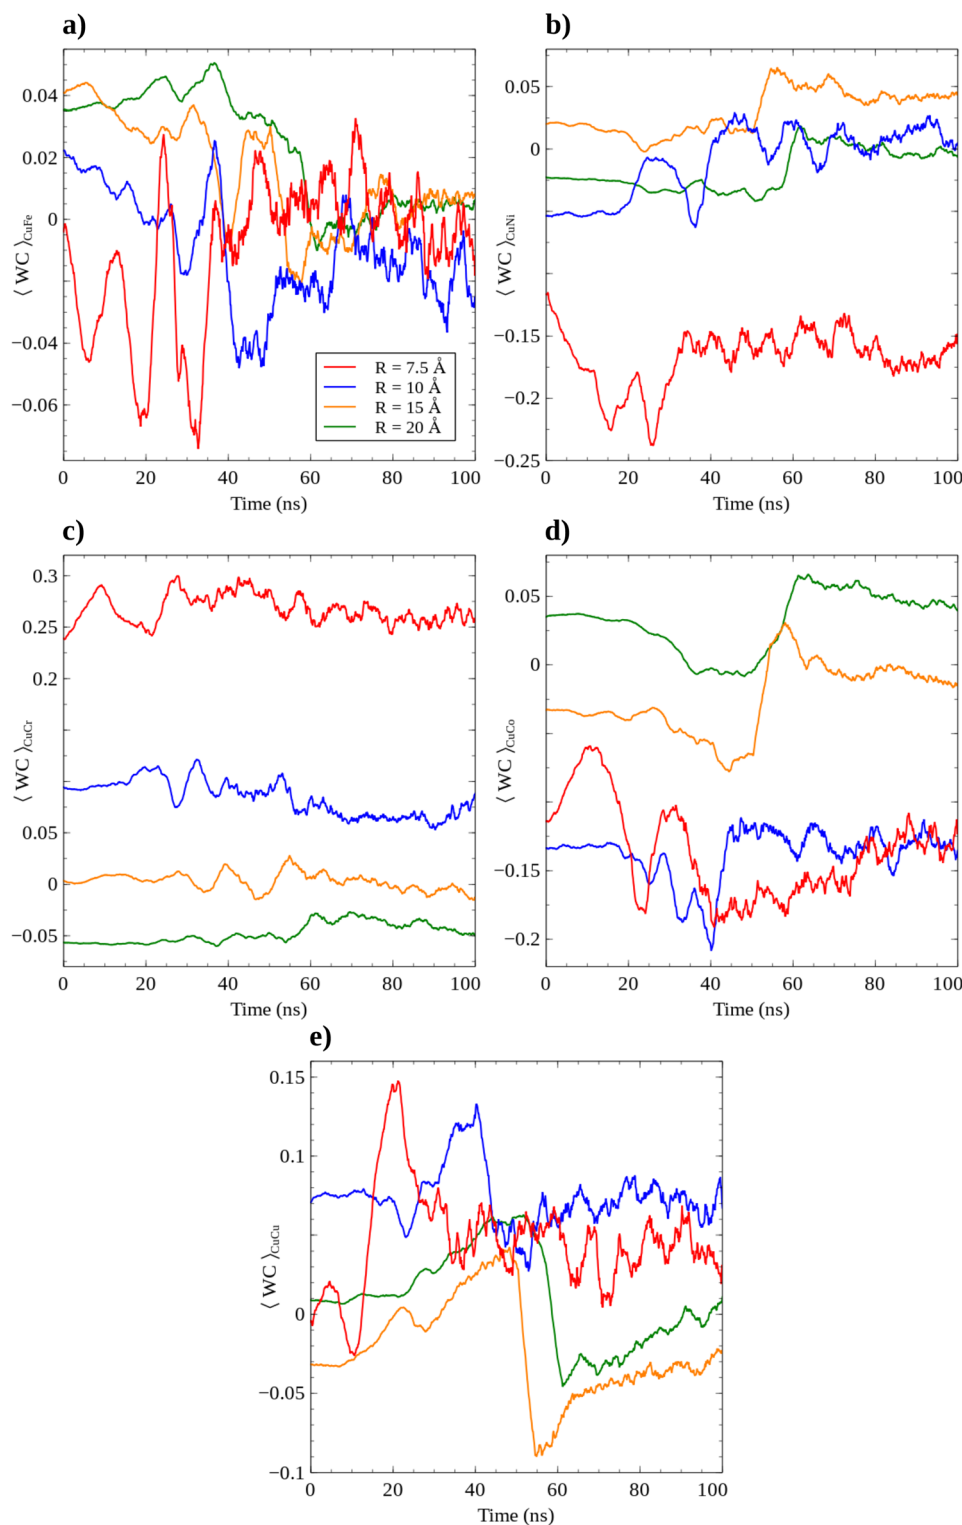 a)
0.04
0.02
0
−0.04
−0.06
⟨ WC ⟩CuFe
R = 7.5 Å
R = 10 Å
R = 15 Å
R = 20 Å
0 20 40 60 80 100
Time (ns)
b)
0.05
0
−0.15
−0.2
−0.25
⟨ WC ⟩CuNi
0 20 40 60 80 100
Time (ns)
c)
0.3
0.25
0.2
0.05
0
−0.05
⟨ WC ⟩CuCr
0 20 40 60 80 100
Time (ns)
d)
0.05
0
−0.15
−0.2
⟨ WC ⟩CuCo
0 20 40 60 80 100
Time (ns)
e)
0.15
0.1
0
−0.05
−0.1
⟨ WC ⟩CuCu
0 20 40 60 80 100
Time (ns)